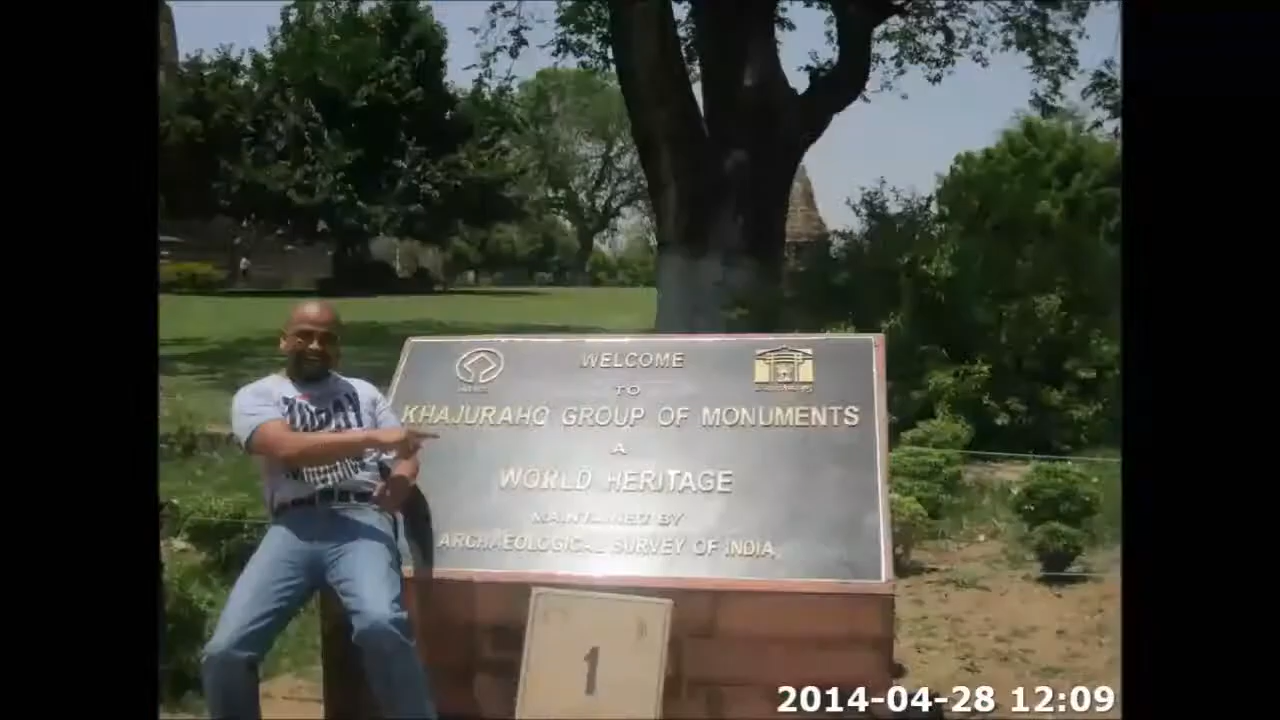 WELCOME
TO
KHAJURAHO GROUP OF MONUMENTS
A
WORLD HERITAGE
MAINTAINED BY
ARCHAEOLOGICAL SURVEY OF INDIA,
1
2014-04-28 12:09